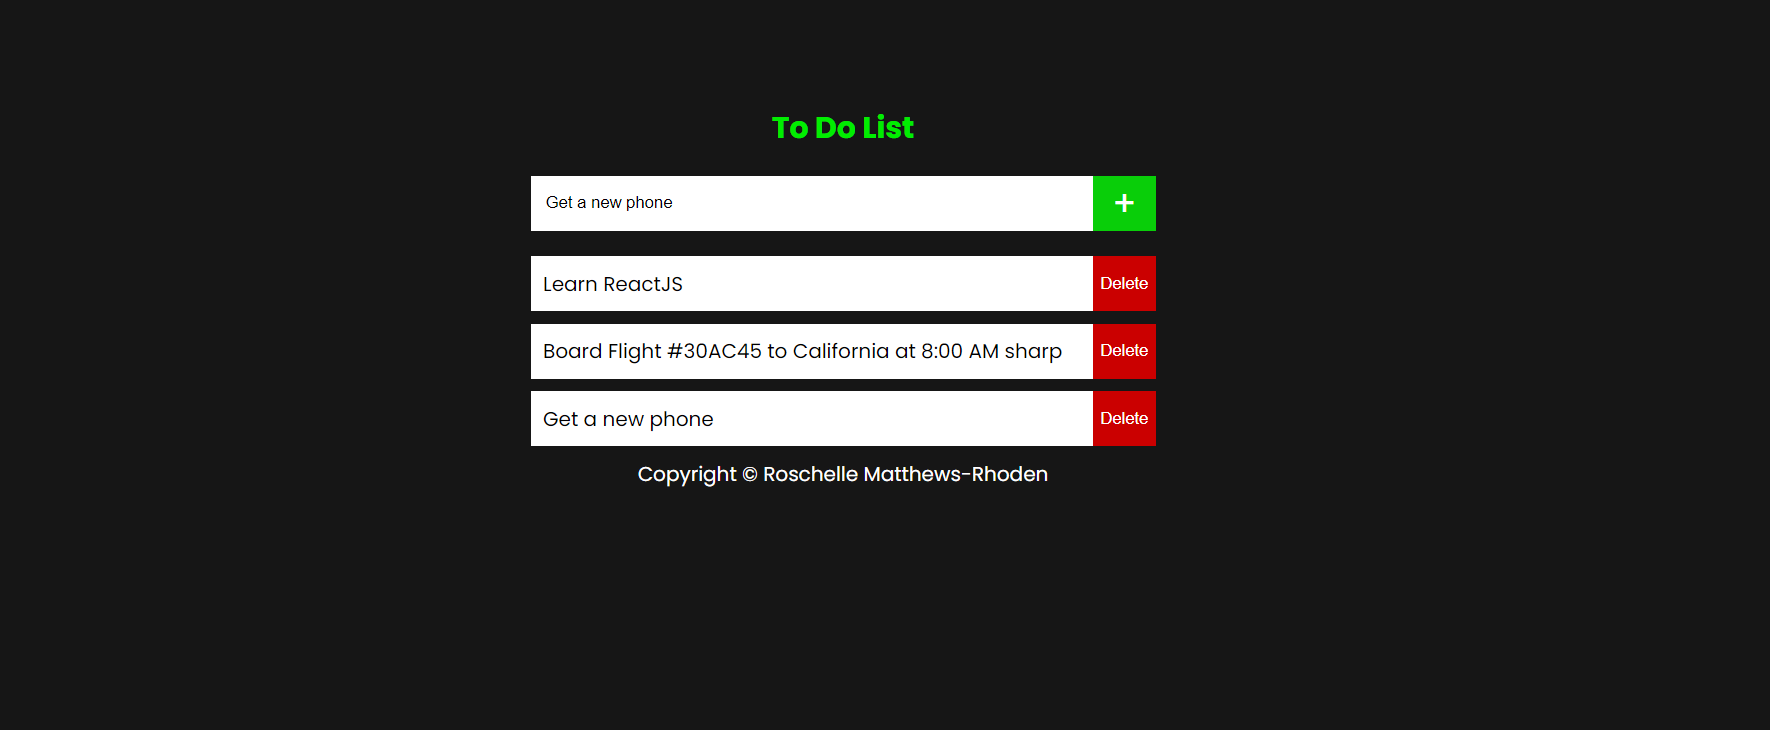 To Do List
Get a new phone +
Learn ReactJS Delete
Board Flight #30AC45 to California at 8:00 AM sharp Delete
Get a new phone Delete
Copyright © Roschelle Matthews-Rhoden